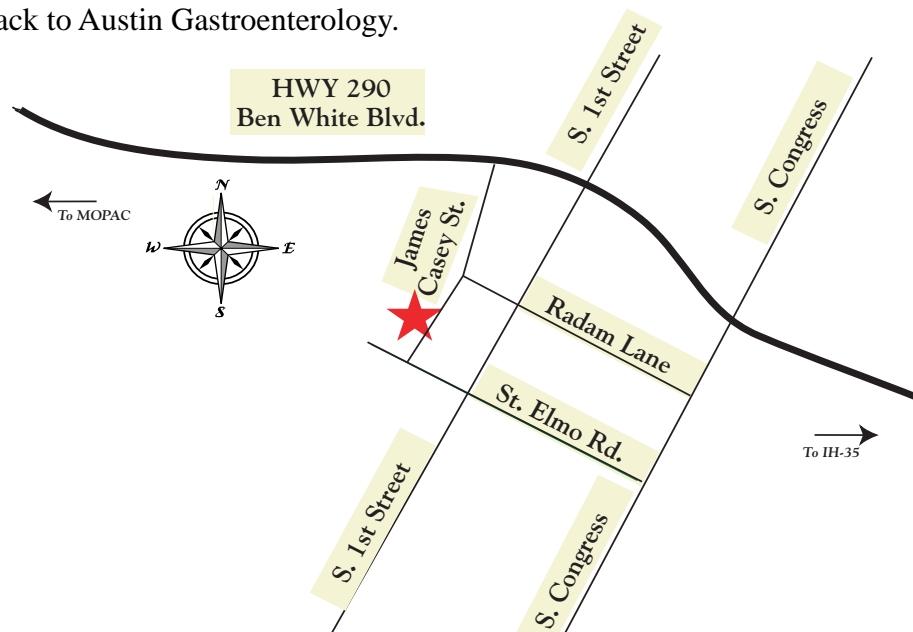 ack to Austin Gastroenterology.
HWY 290
Ben White Blvd.
S. 1st Street
S. Congress
To MOPAC
N
W
E
S
James
Casey St.
Radam Lane
St. Elmo Rd.
To IH-35
S. 1st Street
S. Congress